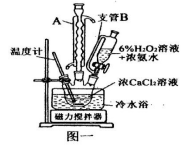 A
支管B
温度计
6%H₂O₂溶液
+浓氨水
浓CaCl₂溶液
冷水浴
磁力搅拌器
图一